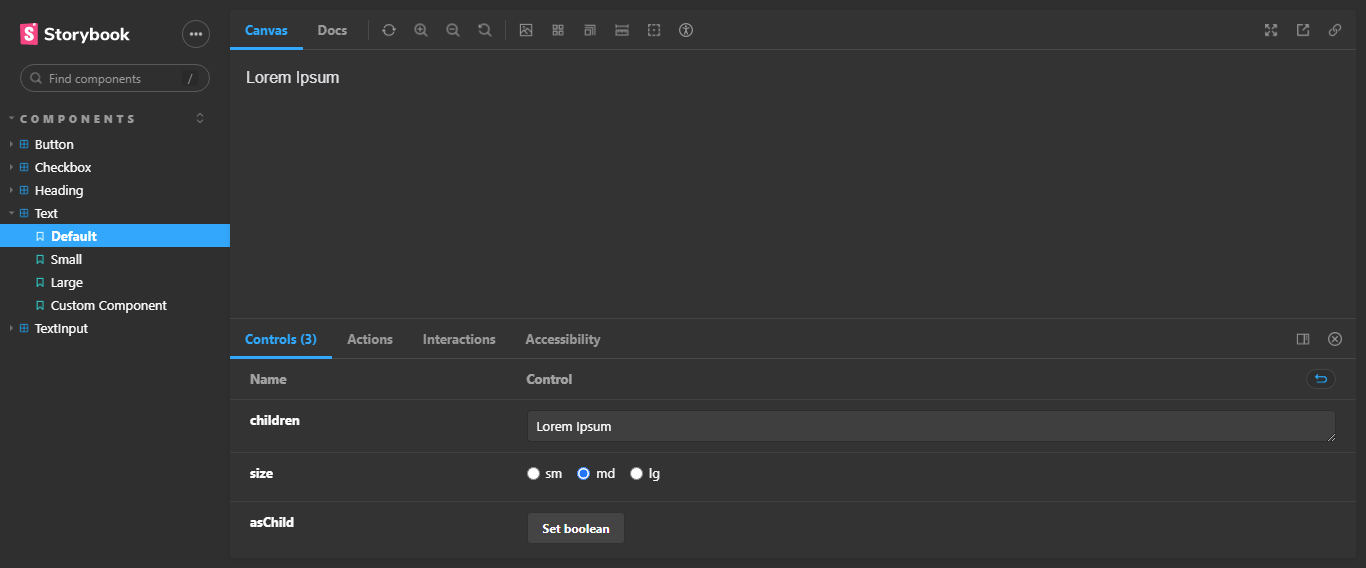 Storybook
Find components /
COMPONENTS
Button
Checkbox
Heading
Text
Default
Small
Large
Custom Component
TextInput
Canvas Docs
Lorem Ipsum
Controls (3) Actions Interactions Accessibility
Name Control
children Lorem Ipsum
size sm md lg
asChild Set boolean